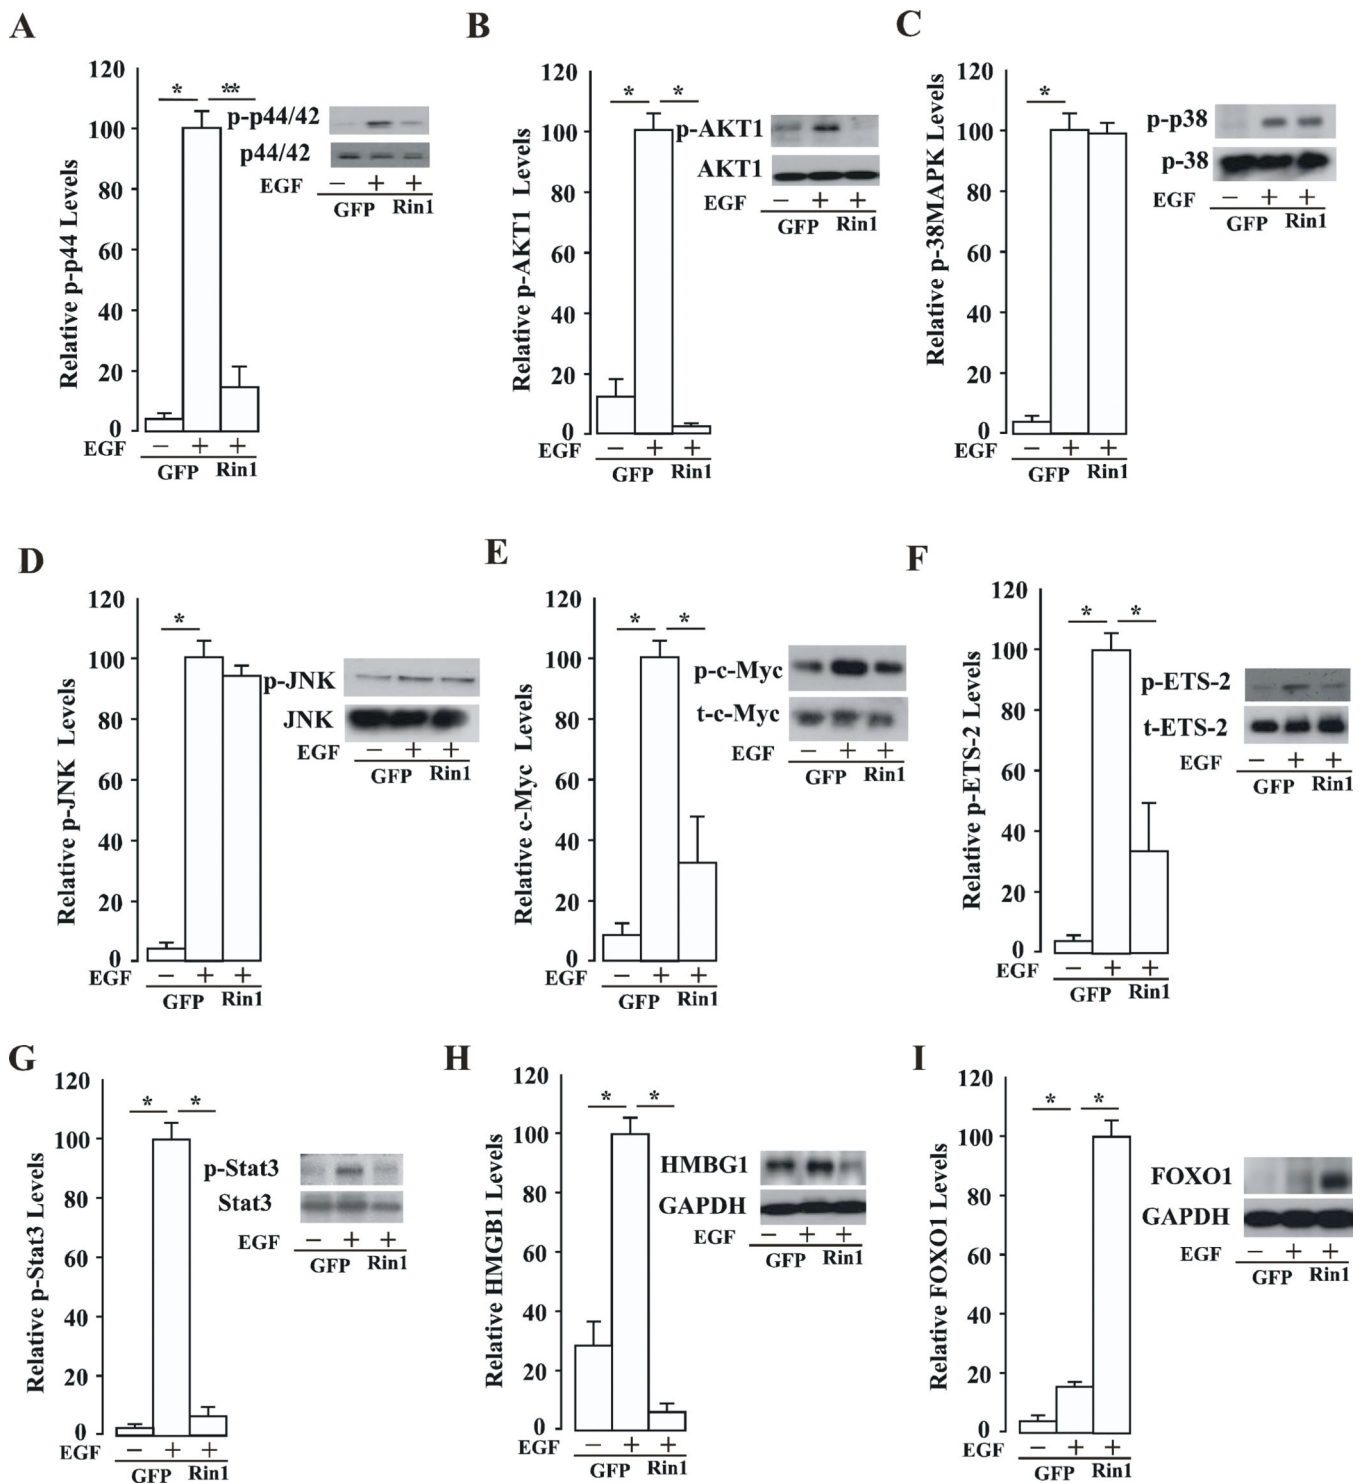 A
Relative p-p44 Levels
120
100
80
60
40
20
0
* **
EGF − + +
GFP Rin1
p-p44/42
p44/42
EGF − + +
GFP Rin1
B
Relative p-AKT1 Levels
120
100
80
60
40
20
0
* *
EGF − + +
GFP Rin1
p-AKT1
AKT1
EGF − + +
GFP Rin1
C
Relative p-38MAPK Levels
120
100
80
60
40
20
0
*
EGF − + +
GFP Rin1
p-p38
p-38
EGF − + +
GFP Rin1
D
Relative p-JNK Levels
120
100
80
60
40
20
0
*
EGF − + +
GFP Rin1
p-JNK
JNK
EGF − + +
GFP Rin1
E
Relative c-Myc Levels
120
100
80
60
40
20
0
* *
EGF − + +
GFP Rin1
p-c-Myc
t-c-Myc
EGF − + +
GFP Rin1
F
Relative p-ETS-2 Levels
120
100
80
60
40
20
0
* *
EGF − + +
GFP Rin1
p-ETS-2
t-ETS-2
EGF − + +
GFP Rin1
G
Relative p-Stat3 Levels
120
100
80
60
40
20
0
* *
EGF − + +
GFP Rin1
p-Stat3
Stat3
EGF − + +
GFP Rin1
H
Relative HMGB1 Levels
120
100
80
60
40
20
0
* *
EGF − + +
GFP Rin1
HMBG1
GAPDH
EGF − + +
GFP Rin1
I
Relative FOXO1 Levels
120
100
80
60
40
20
0
* *
EGF − + +
GFP Rin1
FOXO1
GAPDH
EGF − + +
GFP Rin1